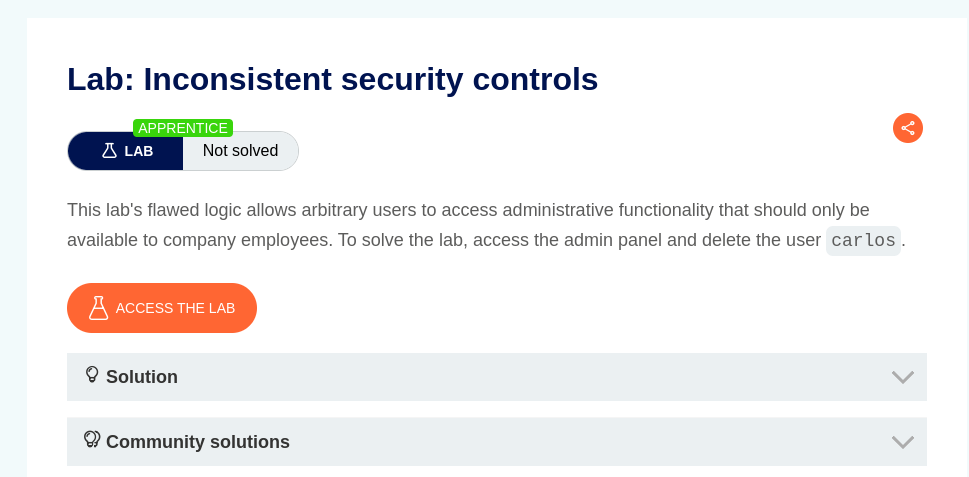 Lab: Inconsistent security controls
APPRENTICE
LAB
Not solved
This lab's flawed logic allows arbitrary users to access administrative functionality that should only be
available to company employees. To solve the lab, access the admin panel and delete the user carlos.
ACCESS THE LAB
Solution
Community solutions